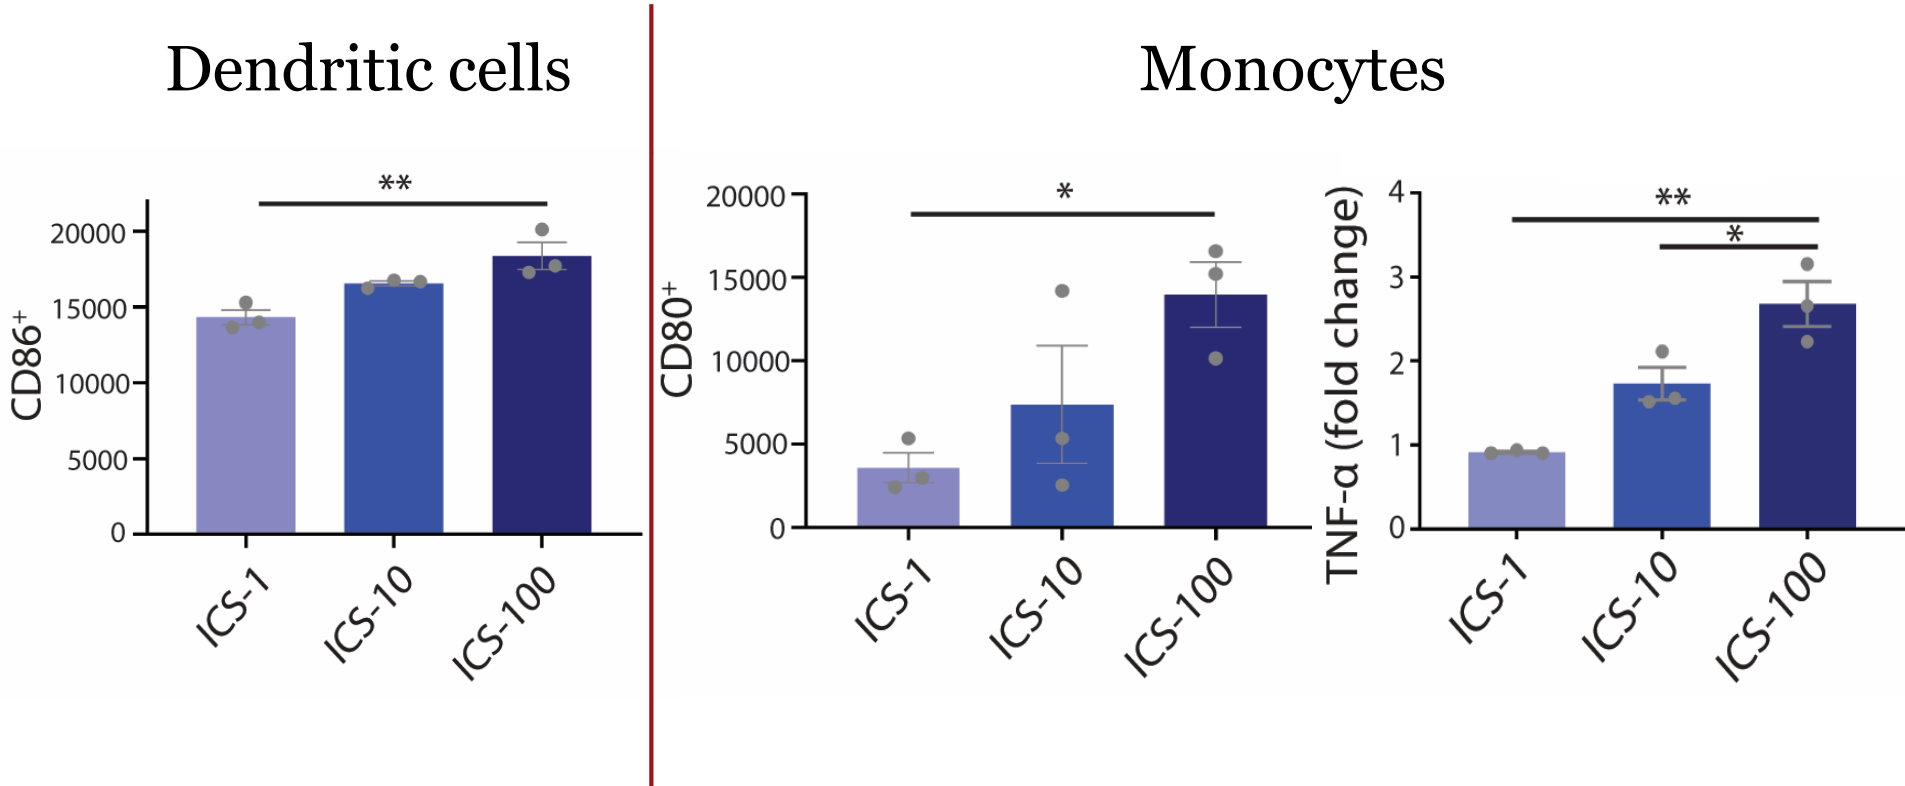 Dendritic cells
Monocytes
CD86+
20000
15000
10000
5000
0
**
ICS-1
ICS-10
ICS-100
CD80+
20000
15000
10000
5000
0
*
ICS-1
ICS-10
ICS-100
TNF-α (fold change)
4
3
2
1
0
**
*
ICS-1
ICS-10
ICS-100